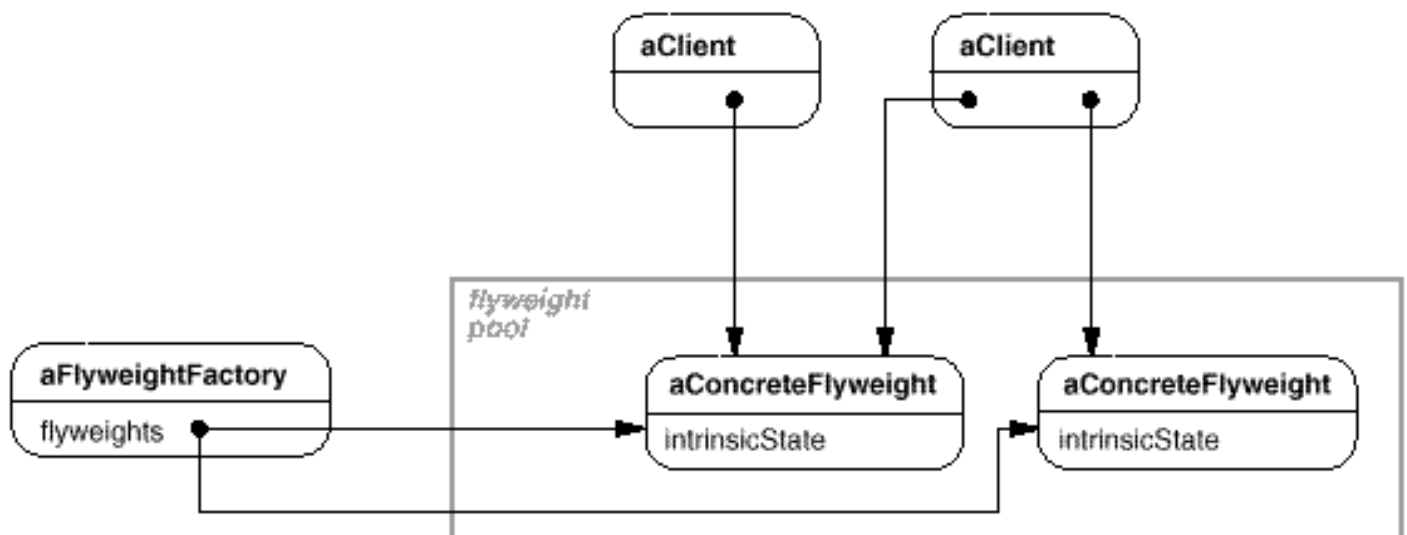 aClient
aClient
flyweight
pool
aFlyweightFactory
flyweights
aConcreteFlyweight
intrinsicState
aConcreteFlyweight
intrinsicState